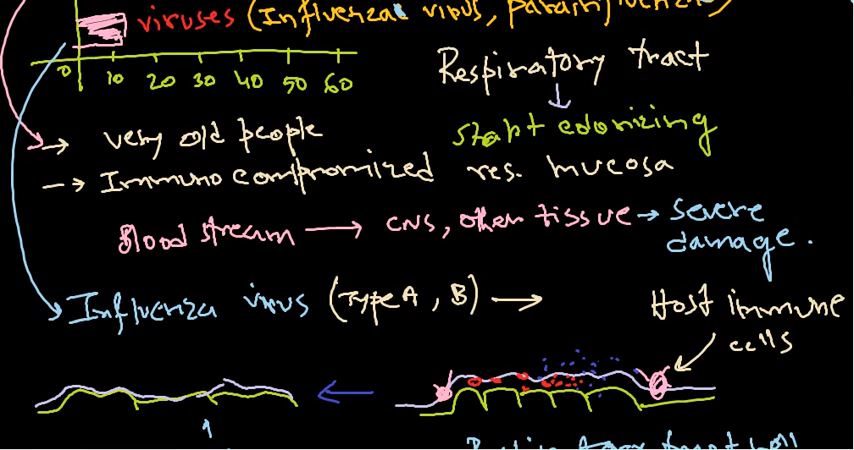 viruses (Influenza virus, parainfluenza)
0 10 20 30 40 50 60
Respiratory tract
→ very old people
start colonizing
→ Immuno compromized
res. mucosa
Blood stream → CNS, other tissue → severe
damage.
Influenza virus (Type A, B) →
Host immune
cells